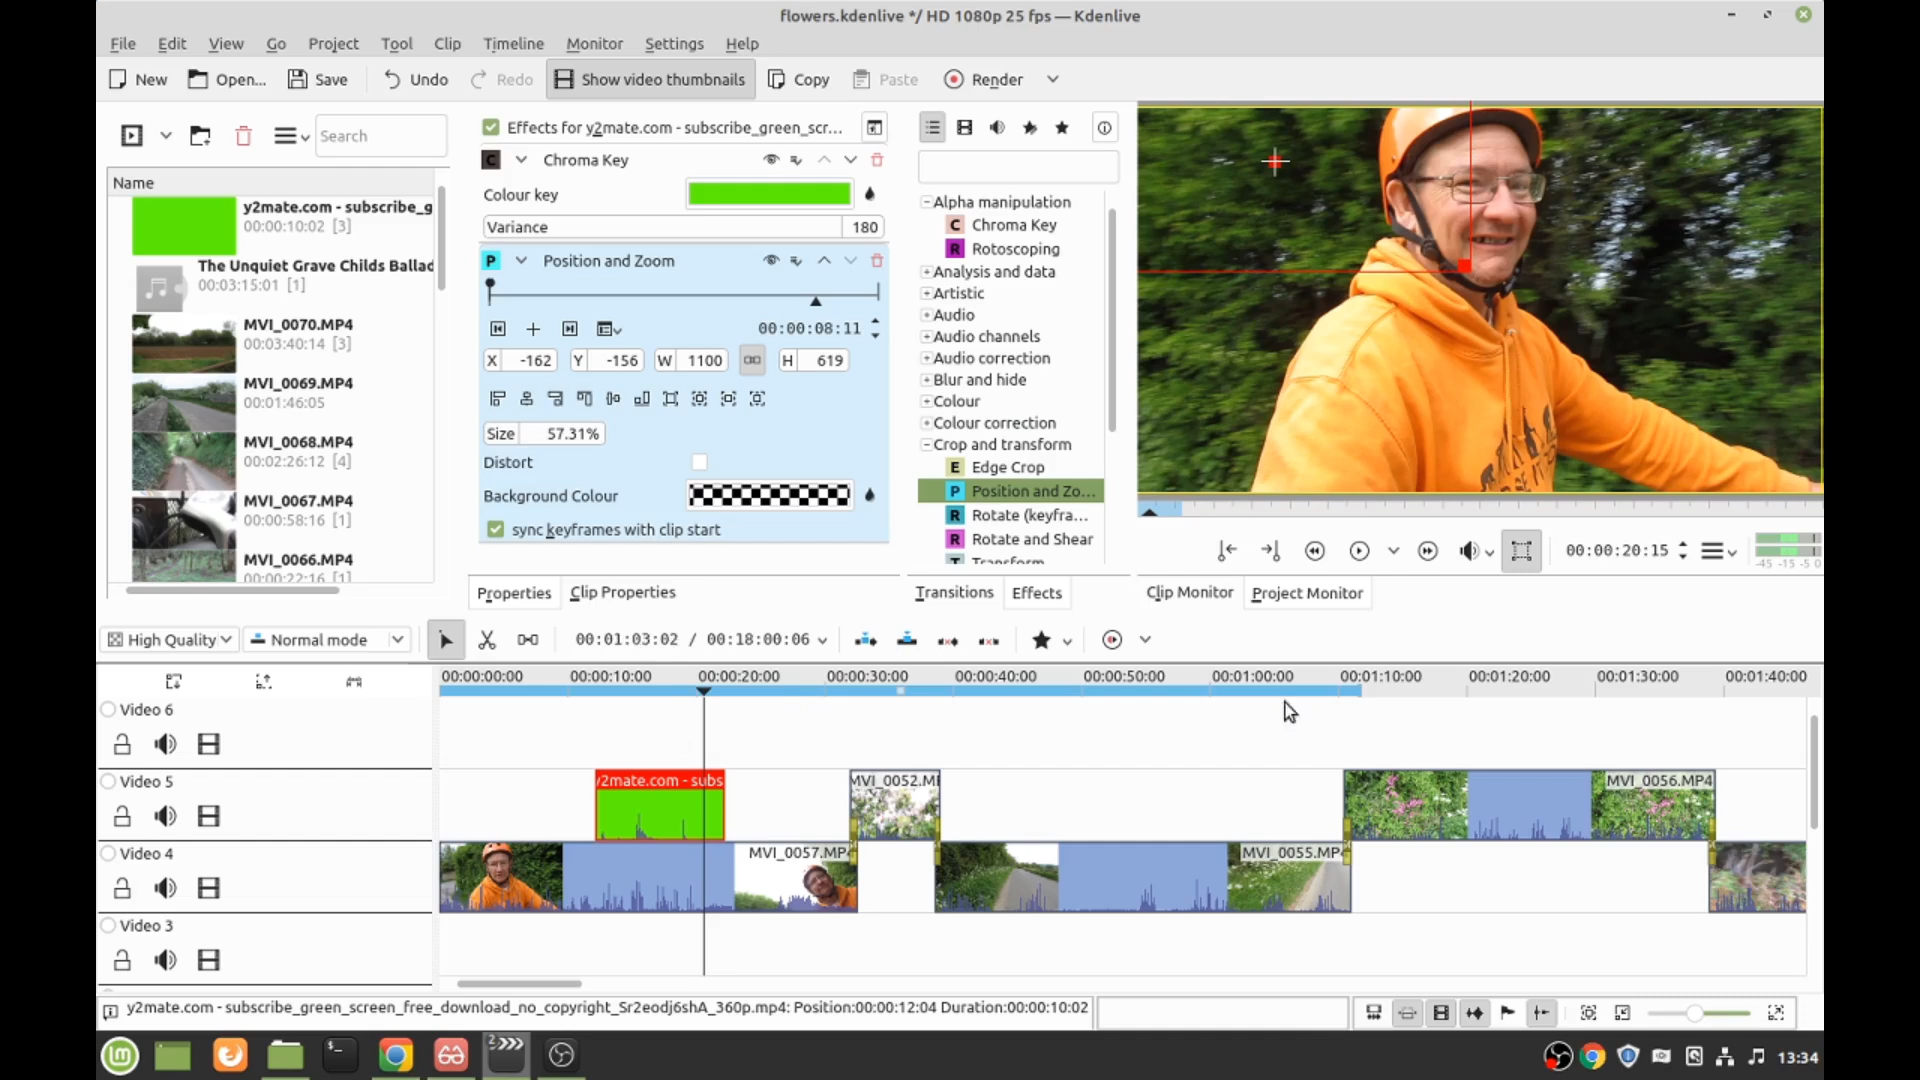 flowers.kdenlive */ HD 1080p 25 fps — Kdenlive
File Edit View Go Project Tool Clip Timeline Monitor Settings Help
New Open... Save Undo Redo Show video thumbnails Copy Paste Render
Search
Name
y2mate.com - subscribe_g
00:00:10:02 [3]
The Unquiet Grave Childs Ballad
00:03:15:01 [1]
MVI_0070.MP4
00:03:40:14 [3]
MVI_0069.MP4
00:01:46:05
MVI_0068.MP4
00:02:26:12 [4]
MVI_0067.MP4
00:00:58:16 [1]
MVI_0066.MP4
00:00:22:16 [1]
Effects for y2mate.com - subscribe_green_scr...
C Chroma Key
Colour key
Variance 180
P Position and Zoom
00:00:08:11
X -162 Y -156 W 1100 H 619
Size 57.31%
Distort
Background Colour
sync keyframes with clip start
Properties Clip Properties
Alpha manipulation
C Chroma Key
R Rotoscoping
Analysis and data
Artistic
Audio
Audio channels
Audio correction
Blur and hide
Colour
Colour correction
Crop and transform
E Edge Crop
P Position and Zo...
R Rotate (keyfra...
R Rotate and Shear
T Transform
Transitions Effects
00:00:20:15
-45 -15 -5 0
Clip Monitor Project Monitor
High Quality Normal mode 00:01:03:02 / 00:18:00:06
00:00:00:00 00:00:10:00 00:00:20:00 00:00:30:00 00:00:40:00 00:00:50:00 00:01:00:00 00:01:10:00 00:01:20:00 00:01:30:00 00:01:40:00
Video 6
Video 5
y2mate.com - subs MVI_0052.M MVI_0056.MP4
Video 4
MVI_0057.MP4 MVI_0055.MP4
Video 3
y2mate.com - subscribe_green_screen_free_download_no_copyright_Sr2eodj6shA_360p.mp4: Position:00:00:12:04 Duration:00:00:10:02
13:34